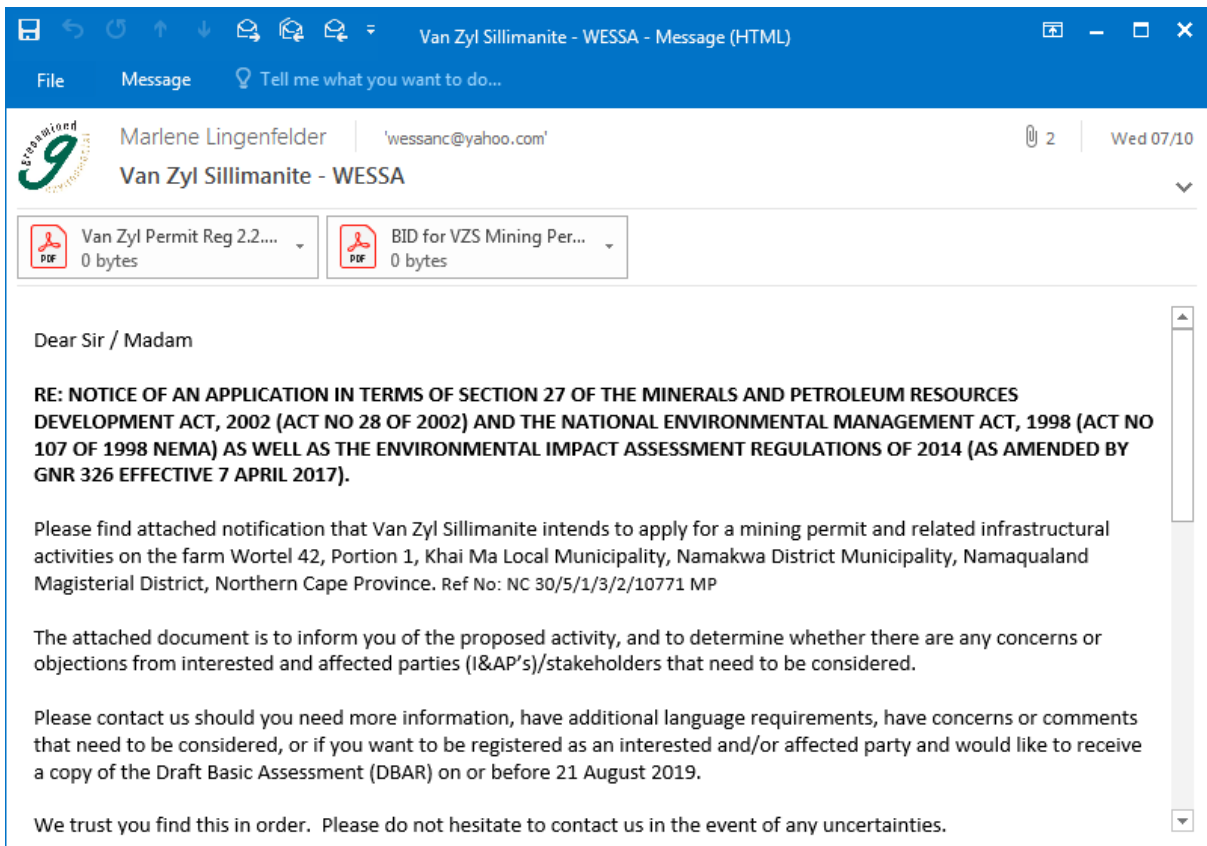 Van Zyl Sillimanite - WESSA - Message (HTML)
File Message Tell me what you want to do...
Marlene Lingenfelder 'wessanc@yahoo.com' 2 Wed 07/10
Van Zyl Sillimanite - WESSA
Van Zyl Permit Reg 2.2.... BID for VZS Mining Per...
PDF 0 bytes PDF 0 bytes
Dear Sir / Madam
RE: NOTICE OF AN APPLICATION IN TERMS OF SECTION 27 OF THE MINERALS AND PETROLEUM RESOURCES
DEVELOPMENT ACT, 2002 (ACT NO 28 OF 2002) AND THE NATIONAL ENVIRONMENTAL MANAGEMENT ACT, 1998 (ACT NO
107 OF 1998 NEMA) AS WELL AS THE ENVIRONMENTAL IMPACT ASSESSMENT REGULATIONS OF 2014 (AS AMENDED BY
GNR 326 EFFECTIVE 7 APRIL 2017).
Please find attached notification that Van Zyl Sillimanite intends to apply for a mining permit and related infrastructural
activities on the farm Wortel 42, Portion 1, Khai Ma Local Municipality, Namakwa District Municipality, Namaqualand
Magisterial District, Northern Cape Province. Ref No: NC 30/5/1/3/2/10771 MP
The attached document is to inform you of the proposed activity, and to determine whether there are any concerns or
objections from interested and affected parties (I&AP's)/stakeholders that need to be considered.
Please contact us should you need more information, have additional language requirements, have concerns or comments
that need to be considered, or if you want to be registered as an interested and/or affected party and would like to receive
a copy of the Draft Basic Assessment (DBAR) on or before 21 August 2019.
We trust you find this in order.  Please do not hesitate to contact us in the event of any uncertainties.